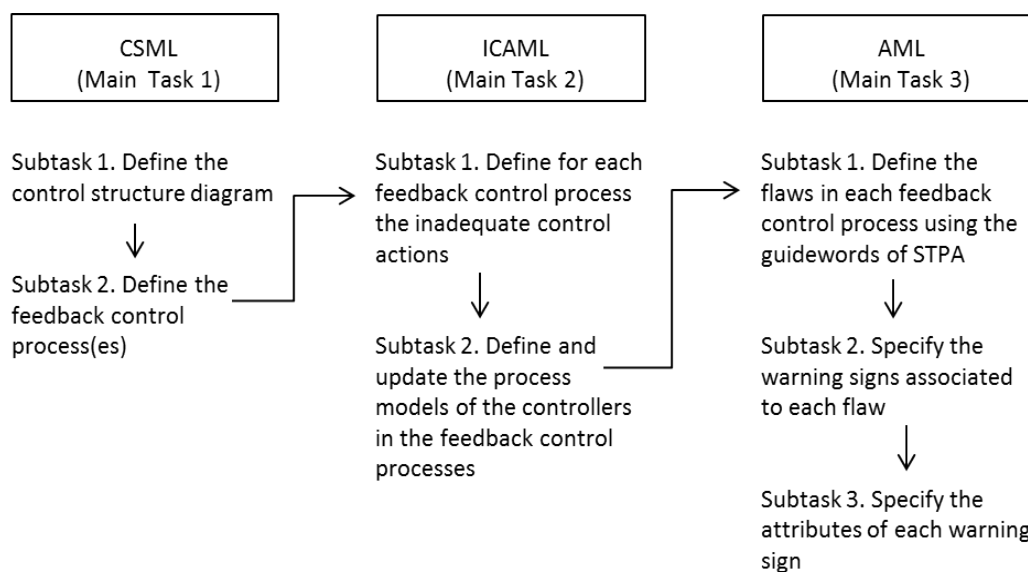 CSML
(Main Task 1)
Subtask 1. Define the
control structure diagram
Subtask 2. Define the
feedback control
process(es)
ICAML
(Main Task 2)
Subtask 1. Define for each
feedback control process
the inadequate control
actions
Subtask 2. Define and
update the process
models of the controllers
in the feedback control
processes
AML
(Main Task 3)
Subtask 1. Define the
flaws in each feedback
control process using the
guidewords of STPA
Subtask 2. Specify the
warning signs associated
to each flaw
Subtask 3. Specify the
attributes of each warning
sign